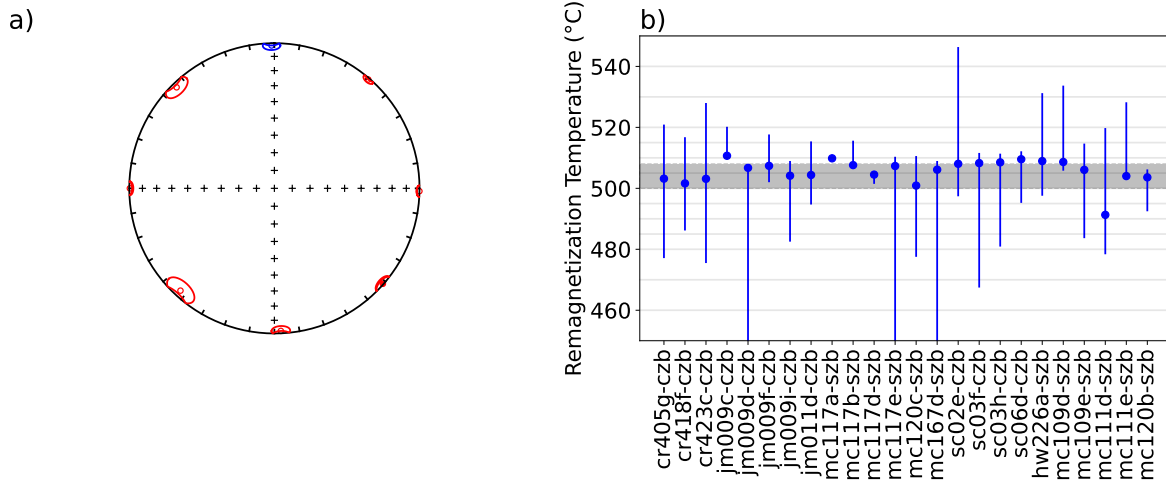 a)
b)
Remagnetization Temperature (°C)
540
520
500
480
460
cr405g-czb
cr418f-czb
cr423c-czb
jm009c-czb
jm009d-czb
jm009f-czb
jm009i-czb
jm011d-czb
mc117a-szb
mc117b-szb
mc117d-szb
mc117e-szb
mc120c-szb
mc167d-szb
sc02e-czb
sc03f-czb
sc03h-czb
sc06d-czb
hw226a-szb
mc109d-szb
mc109e-szb
mc111d-szb
mc111e-szb
mc120b-szb